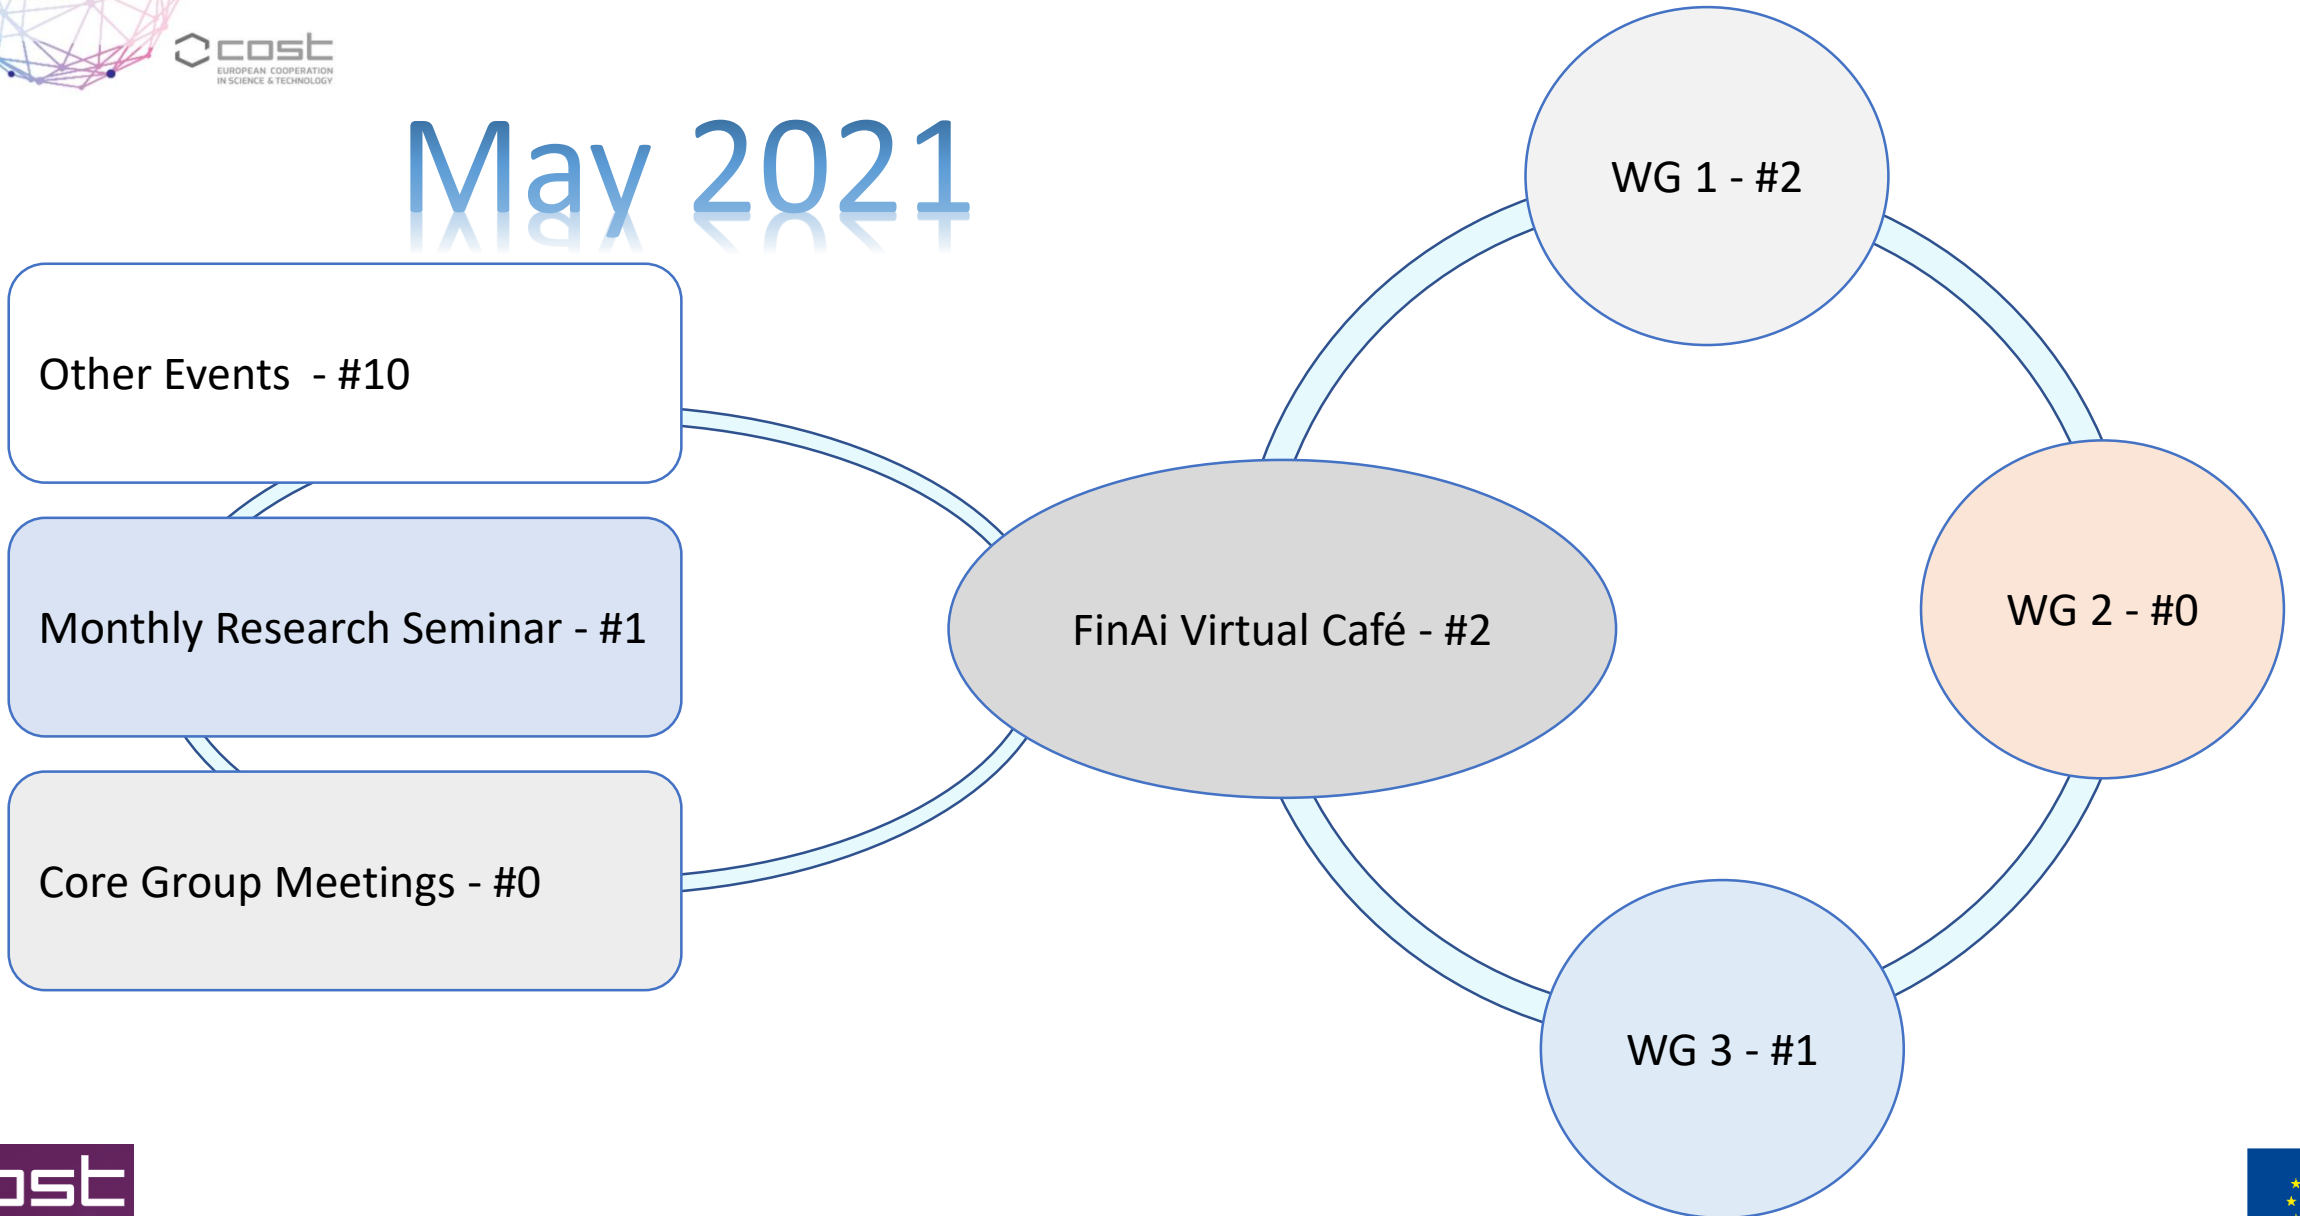 cost
EUROPEAN COOPERATION
IN SCIENCE & TECHNOLOGY
May 2021
Other Events - #10
Monthly Research Seminar - #1
Core Group Meetings - #0
FinAi Virtual Café - #2
WG 1 - #2
WG 2 - #0
WG 3 - #1
ost